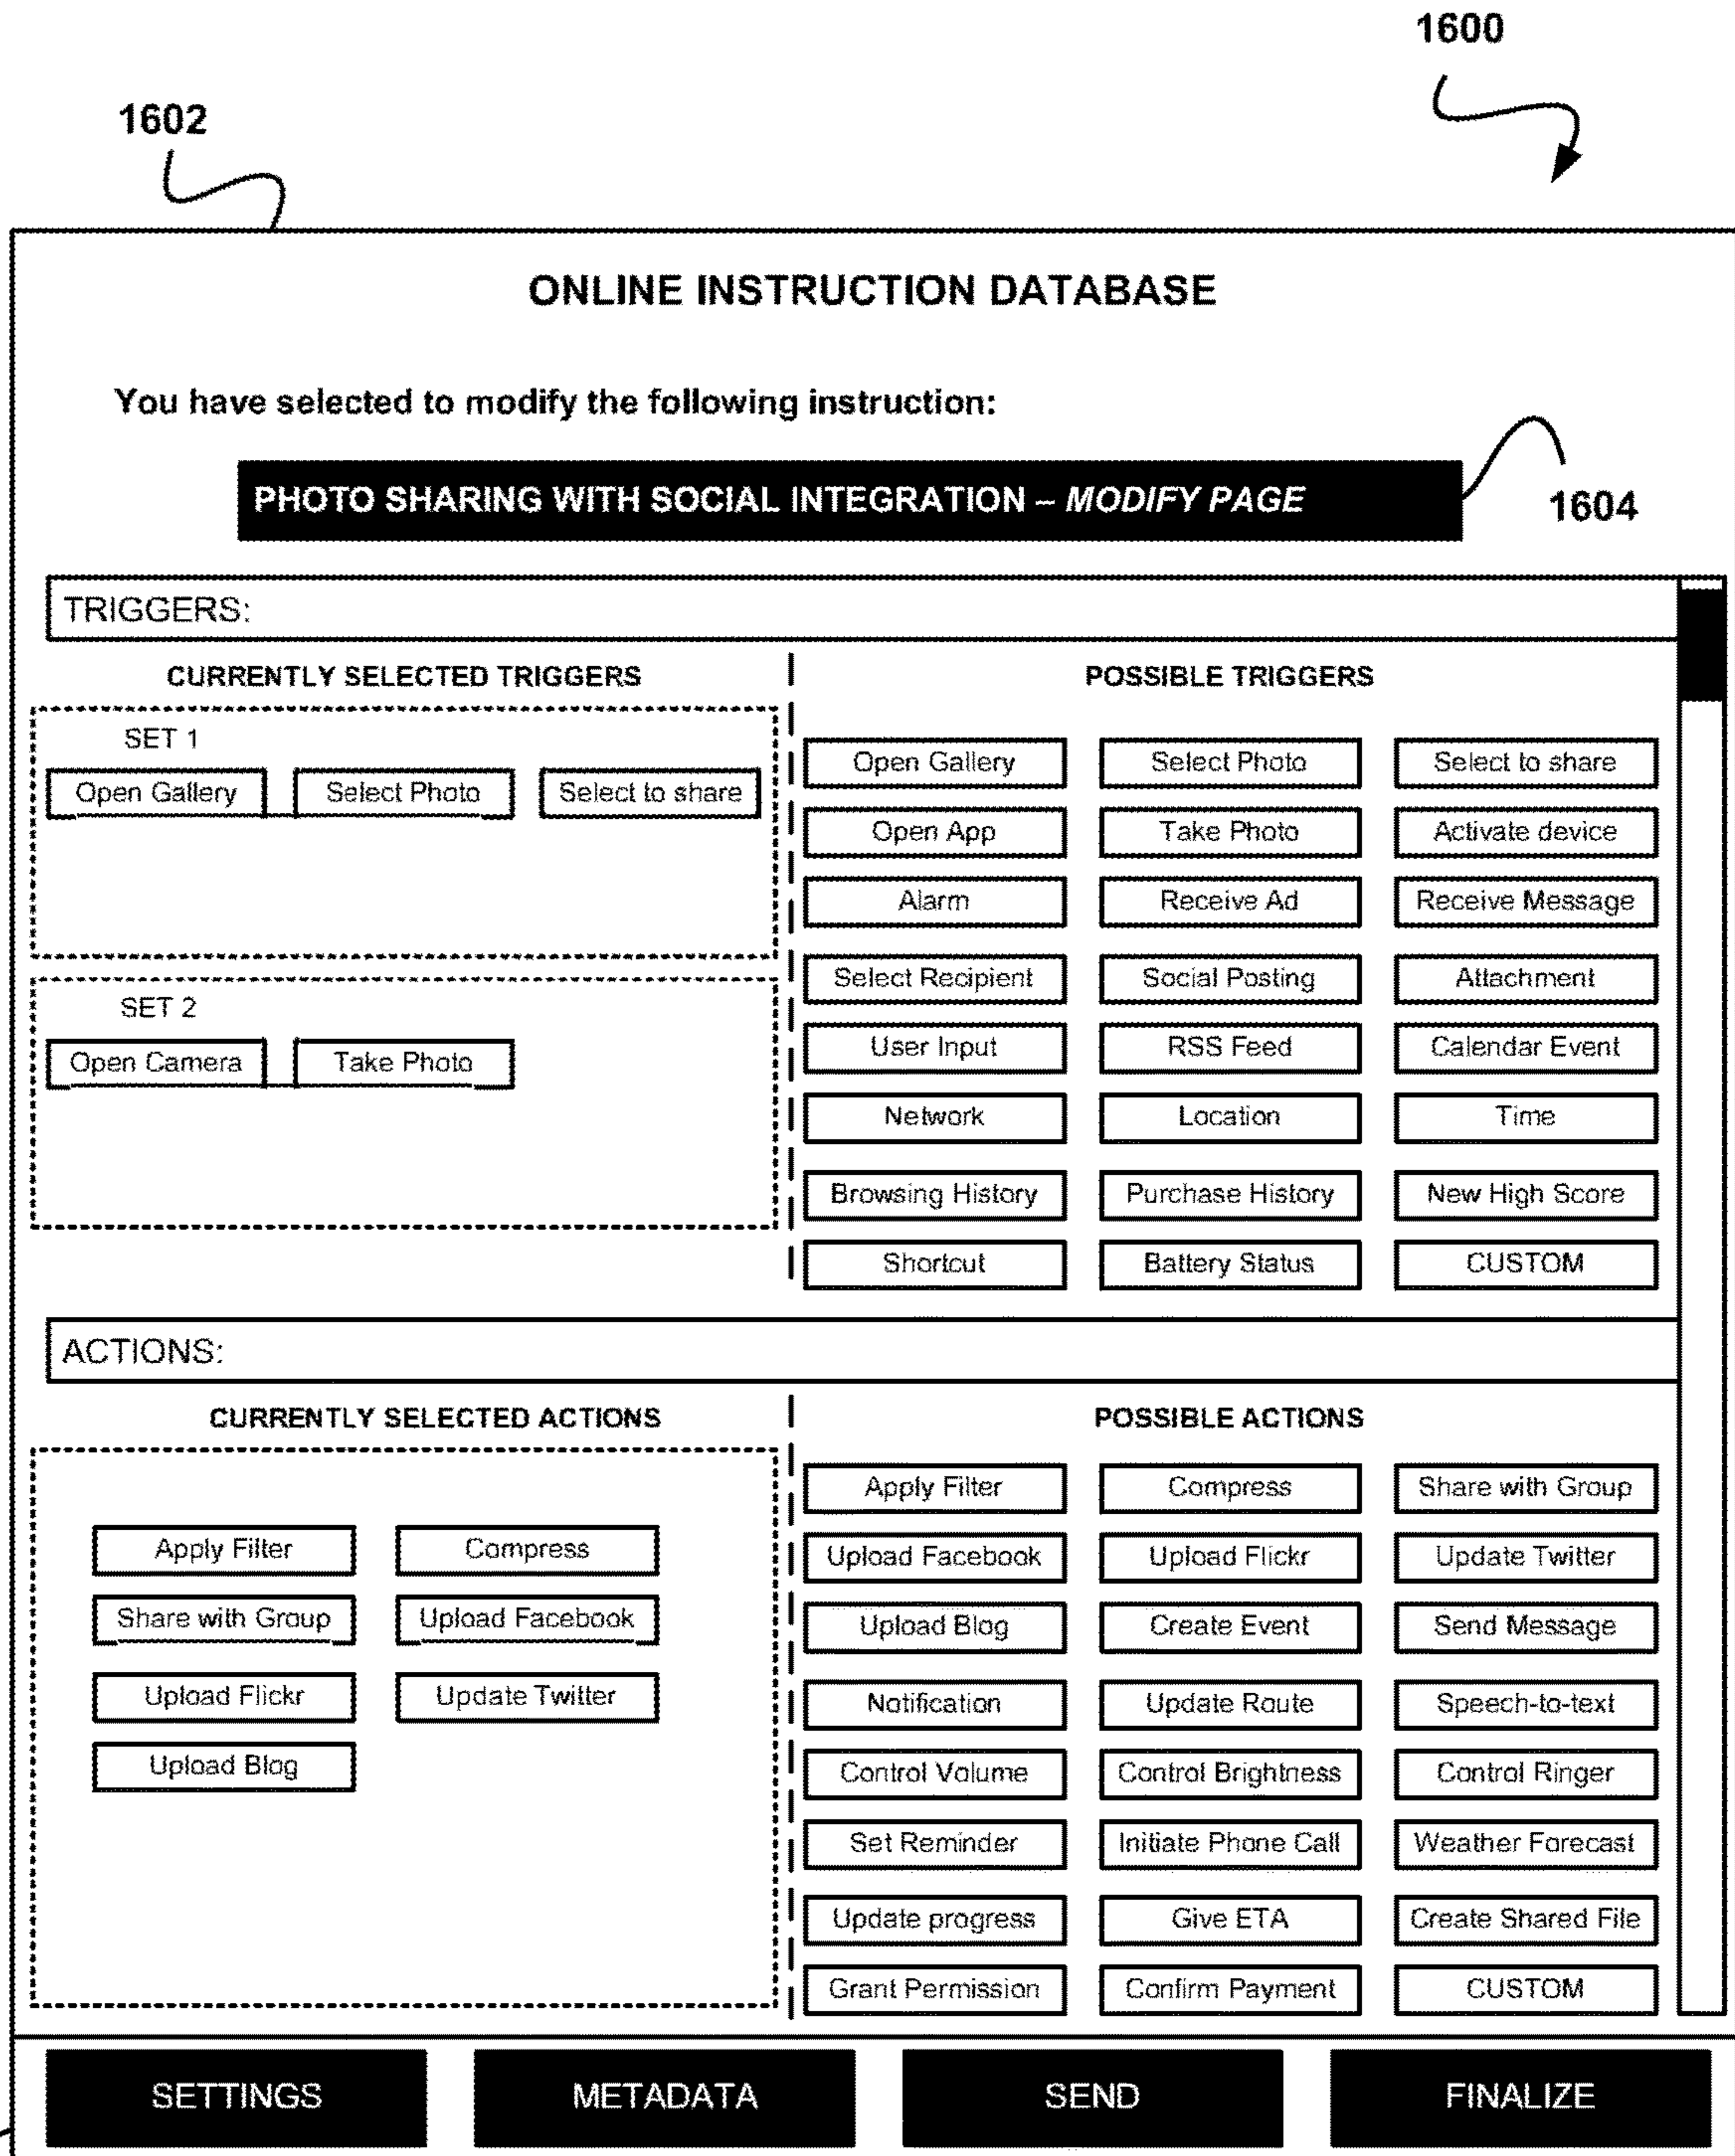 1600
1602
ONLINE INSTRUCTION DATABASE
You have selected to modify the following instruction:
PHOTO SHARING WITH SOCIAL INTEGRATION – MODIFY PAGE
1604
TRIGGERS:
CURRENTLY SELECTED TRIGGERS
SET 1
Open Gallery Select Photo Select to share
SET 2
Open Camera Take Photo
POSSIBLE TRIGGERS
Open Gallery Select Photo Select to share
Open App Take Photo Activate device
Alarm Receive Ad Receive Message
Select Recipient Social Posting Attachment
User Input RSS Feed Calendar Event
Network Location Time
Browsing History Purchase History New High Score
Shortcut Battery Status CUSTOM
ACTIONS:
CURRENTLY SELECTED ACTIONS
Apply Filter Compress
Share with Group Upload Facebook
Upload Flickr Update Twitter
Upload Blog
POSSIBLE ACTIONS
Apply Filter Compress Share with Group
Upload Facebook Upload Flickr Update Twitter
Upload Blog Create Event Send Message
Notification Update Route Speech-to-text
Control Volume Control Brightness Control Ringer
Set Reminder Initiate Phone Call Weather Forecast
Update progress Give ETA Create Shared File
Grant Permission Confirm Payment CUSTOM
SETTINGS METADATA SEND FINALIZE